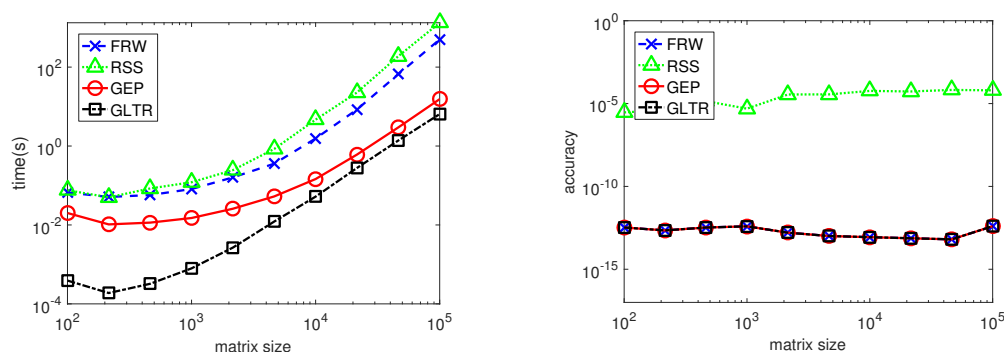 10^2
10^0
10^-2
10^-4
time(s)
FRW
RSS
GEP
GLTR
10^2
10^3
10^4
10^5
matrix size
10^0
10^-5
10^-10
10^-15
accuracy
FRW
RSS
GEP
GLTR
10^2
10^3
10^4
10^5
matrix size